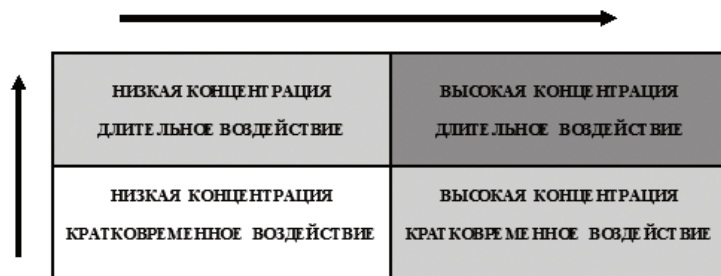 НИЗКАЯ КОНЦЕНТРАЦИЯ
ДЛИТЕЛЬНОЕ ВОЗДЕЙСТВИЕ
ВЫСОКАЯ КОНЦЕНТРАЦИЯ
ДЛИТЕЛЬНОЕ ВОЗДЕЙСТВИЕ
НИЗКАЯ КОНЦЕНТРАЦИЯ
КРАТКОВРЕМЕННОЕ ВОЗДЕЙСТВИЕ
ВЫСОКАЯ КОНЦЕНТРАЦИЯ
КРАТКОВРЕМЕННОЕ ВОЗДЕЙСТВИЕ